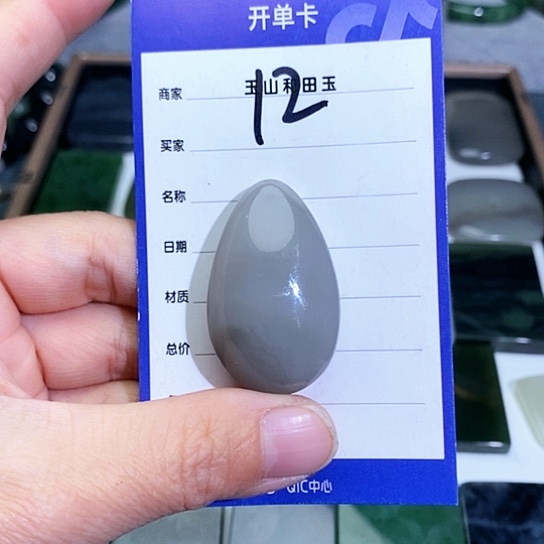 开单卡
商家 玉山和田玉
12
买家
名称
日期
材质
总价
QIC中心